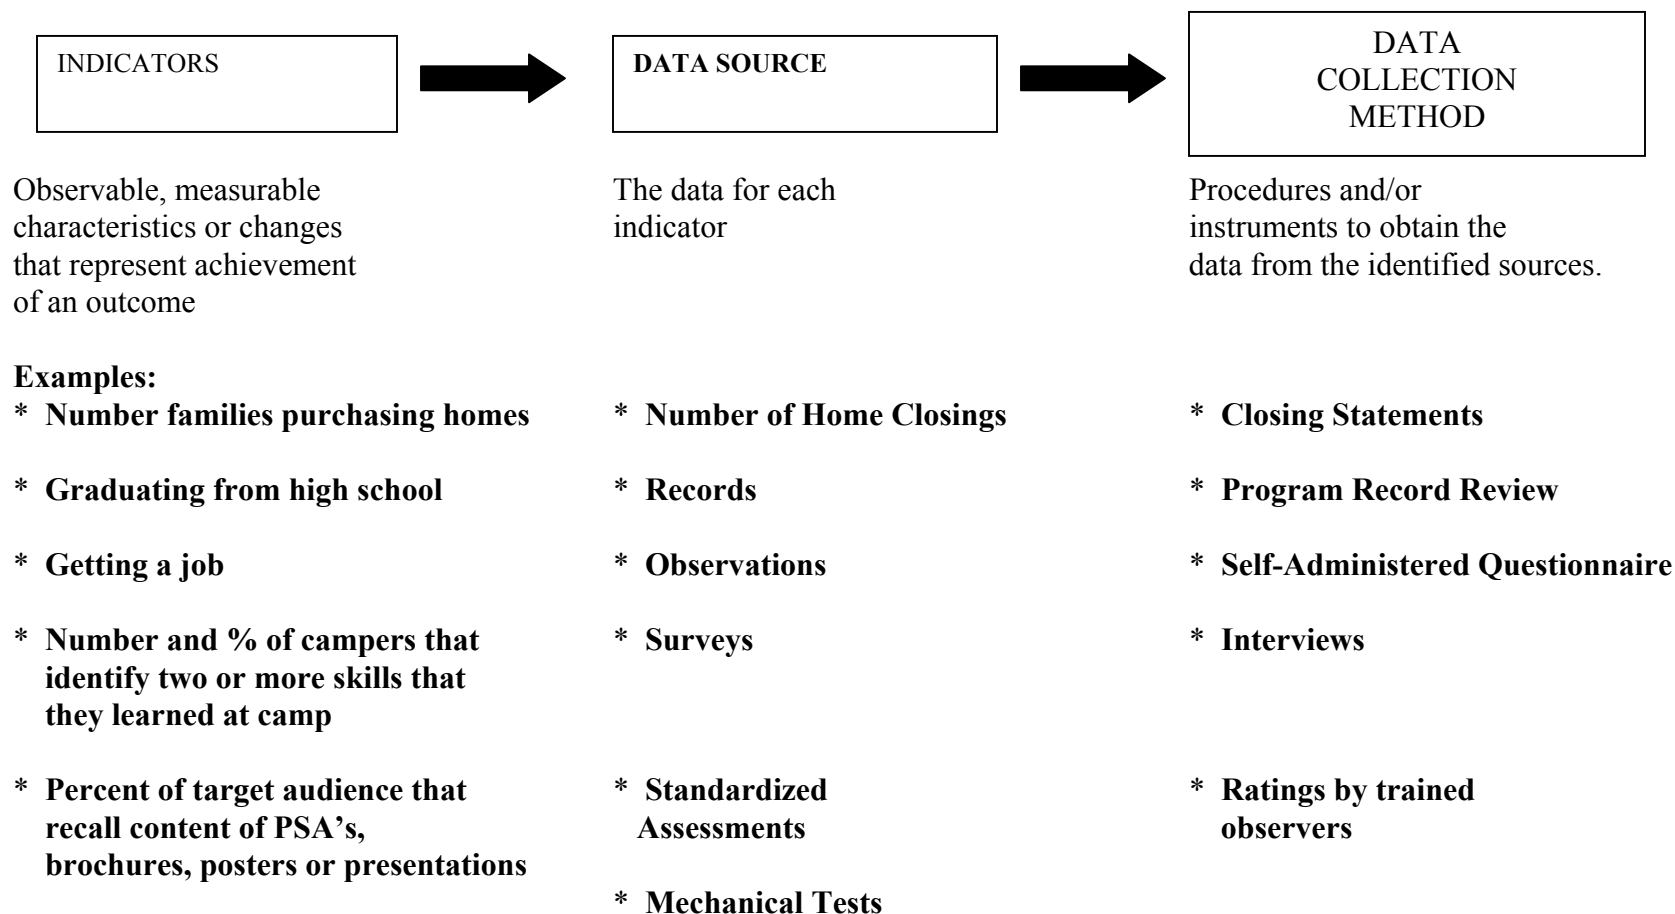 INDICATORS
DATA SOURCE
DATA
COLLECTION
METHOD
Observable, measurable
characteristics or changes
that represent achievement
of an outcome
The data for each
indicator
Procedures and/or
instruments to obtain the
data from the identified sources.
Examples:
* Number families purchasing homes
* Number of Home Closings
* Closing Statements
* Graduating from high school
* Records
* Program Record Review
* Getting a job
* Observations
* Self-Administered Questionnaire
* Number and % of campers that
identify two or more skills that
they learned at camp
* Surveys
* Interviews
* Percent of target audience that
recall content of PSA’s,
brochures, posters or presentations
* Standardized
Assessments
* Ratings by trained
observers
* Mechanical Tests